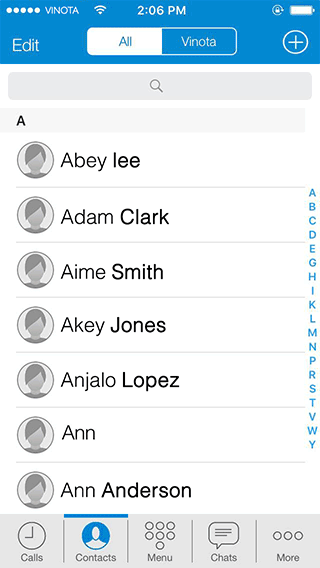 VINOTA 2:06 PM
Edit All Vinota
A
Abey lee
Adam Clark
Aime Smith
Akey Jones
Anjalo Lopez
Ann
Ann Anderson
A
B
C
D
E
G
H
I
K
L
M
N
P
R
S
T
V
W
Y
Calls Contacts Menu Chats More